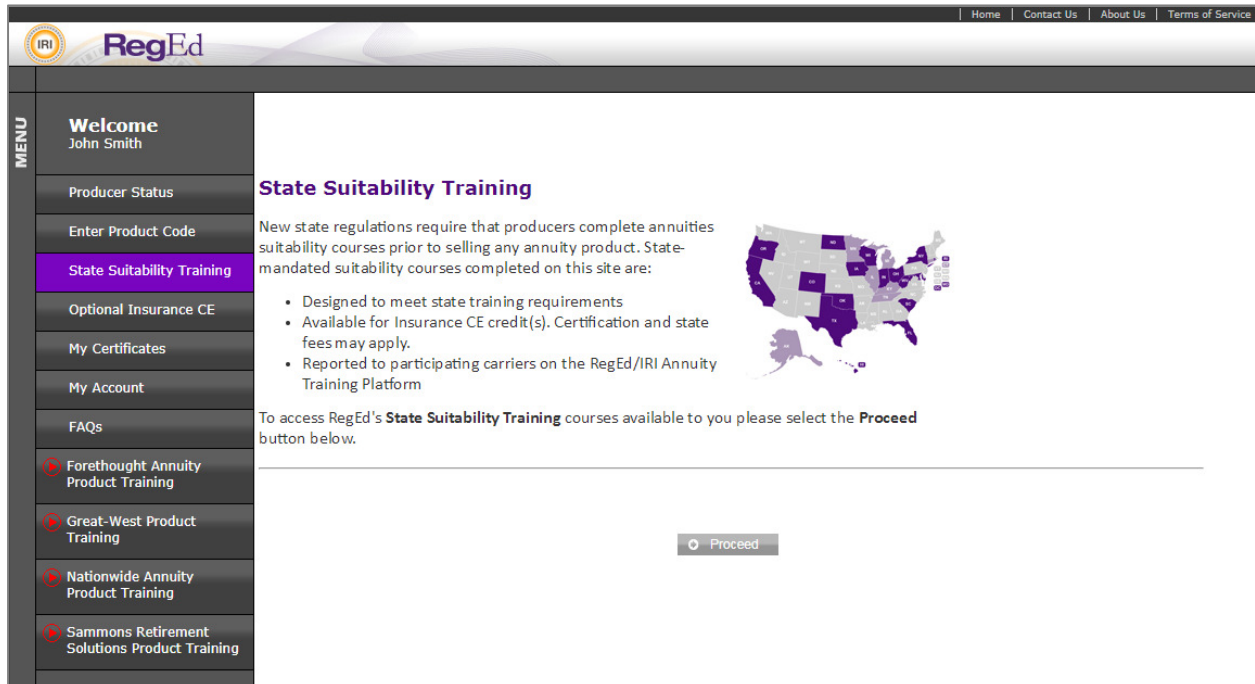 Home | Contact Us | About Us | Terms of Service
IRI RegEd
MENU
Welcome
John Smith
Producer Status
Enter Product Code
State Suitability Training
Optional Insurance CE
My Certificates
My Account
FAQs
Forethought Annuity
Product Training
Great-West Product
Training
Nationwide Annuity
Product Training
Sammons Retirement
Solutions Product Training
State Suitability Training
New state regulations require that producers complete annuities
suitability courses prior to selling any annuity product. State-
mandated suitability courses completed on this site are:
• Designed to meet state training requirements
• Available for Insurance CE credit(s). Certification and state
fees may apply.
• Reported to participating carriers on the RegEd/IRI Annuity
Training Platform
To access RegEd's State Suitability Training courses available to you please select the Proceed
button below.
Proceed